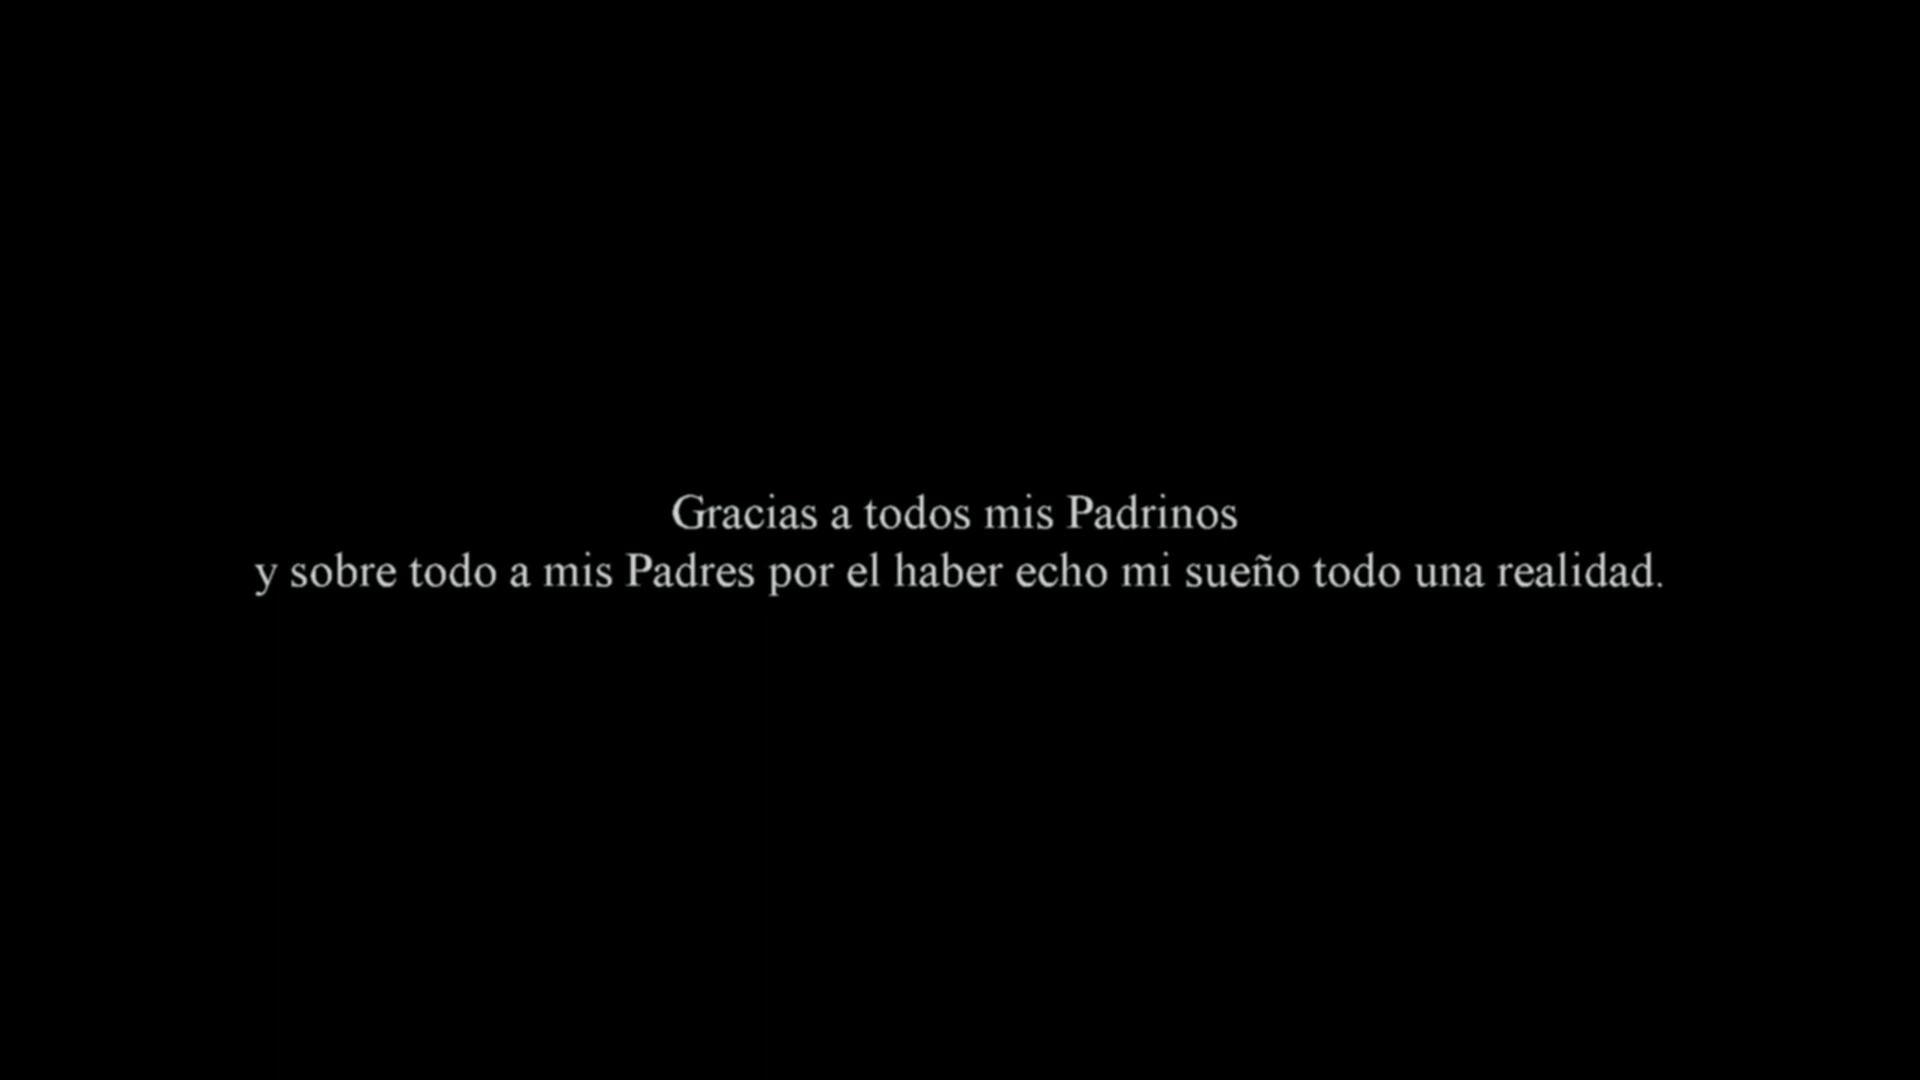 Gracias a todos mis Padrinos
y sobre todo a mis Padres por el haber echo mi sueño todo una realidad.